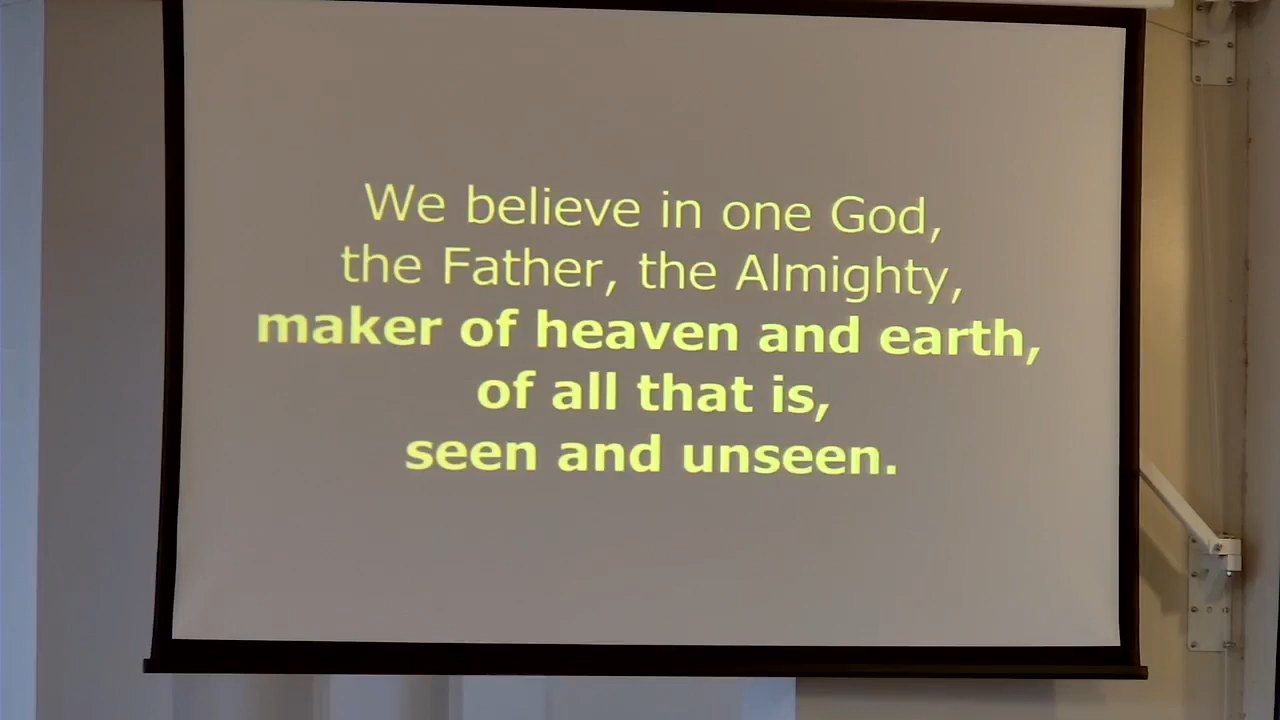 We believe in one God,
the Father, the Almighty,
maker of heaven and earth,
of all that is,
seen and unseen.